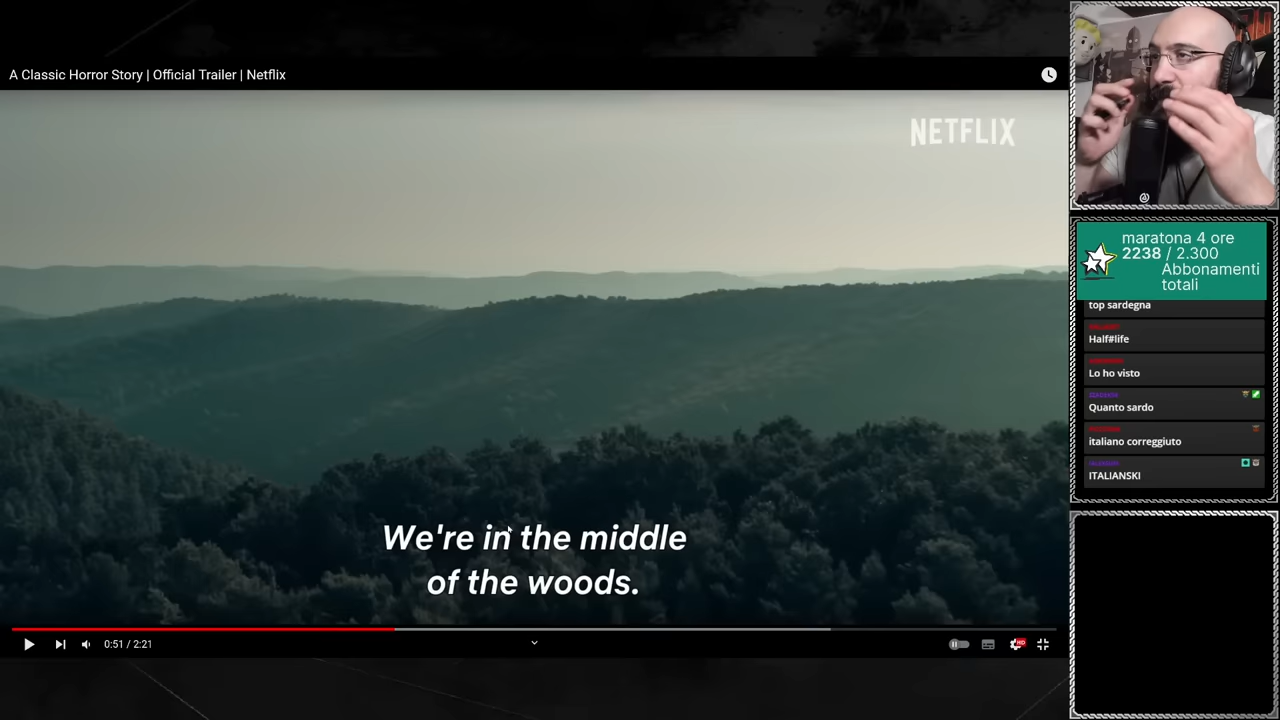 A Classic Horror Story | Official Trailer | Netflix
NETFLIX
We're in the middle
of the woods.
0:51 / 2:21
HD
maratona 4 ore
2238 / 2.300
Abbonamenti
totali
top sardegna
Half#life
Lo ho visto
Quanto sardo
italiano correggiuto
ITALIANSKI